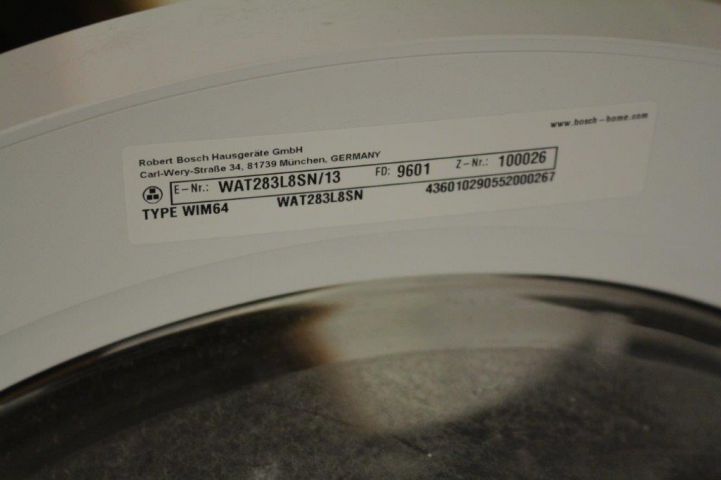 www.bosch-home.com
Robert Bosch Hausgeräte GmbH
Carl-Wery-Straße 34, 81739 München, GERMANY
E-Nr.: WAT283L8SN/13 FD: 9601 Z-Nr.: 100026
TYPE WIM64 WAT283L8SN 436010290552000267